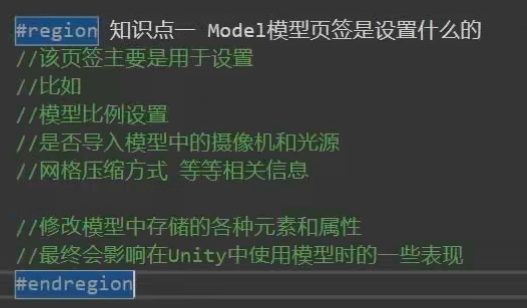 #region 知识点一 Model模型页签是设置什么的
//该页签主要是用于设置
//比如
//模型比例设置
//是否导入模型中的摄像机和光源
//网格压缩方式 等等相关信息
//修改模型中存储的各种元素和属性
//最终会影响在Unity中使用模型时的一些表现
#endregion